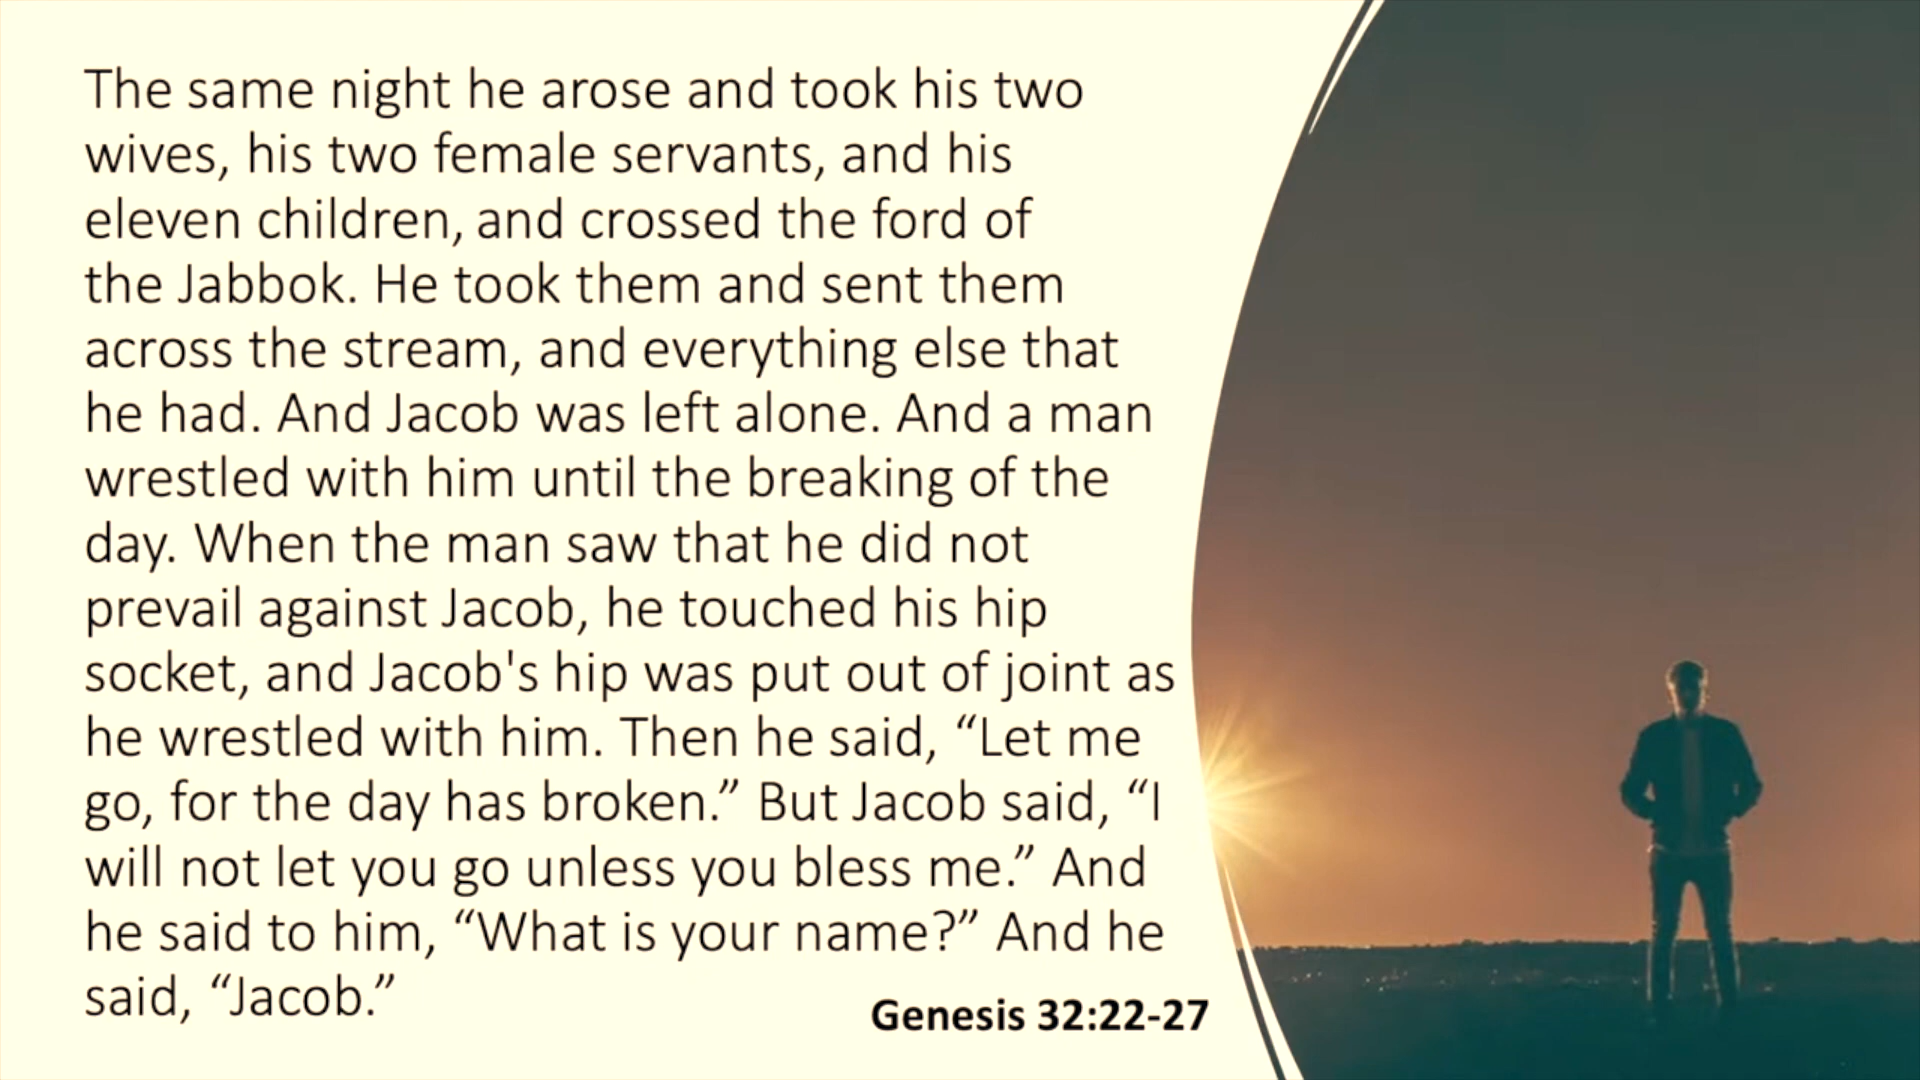 The same night he arose and took his two
wives, his two female servants, and his
eleven children, and crossed the ford of
the Jabbok. He took them and sent them
across the stream, and everything else that
he had. And Jacob was left alone. And a man
wrestled with him until the breaking of the
day. When the man saw that he did not
prevail against Jacob, he touched his hip
socket, and Jacob's hip was put out of joint as
he wrestled with him. Then he said, “Let me
go, for the day has broken.” But Jacob said, “I
will not let you go unless you bless me.” And
he said to him, “What is your name?” And he
said, “Jacob.”
Genesis 32:22-27